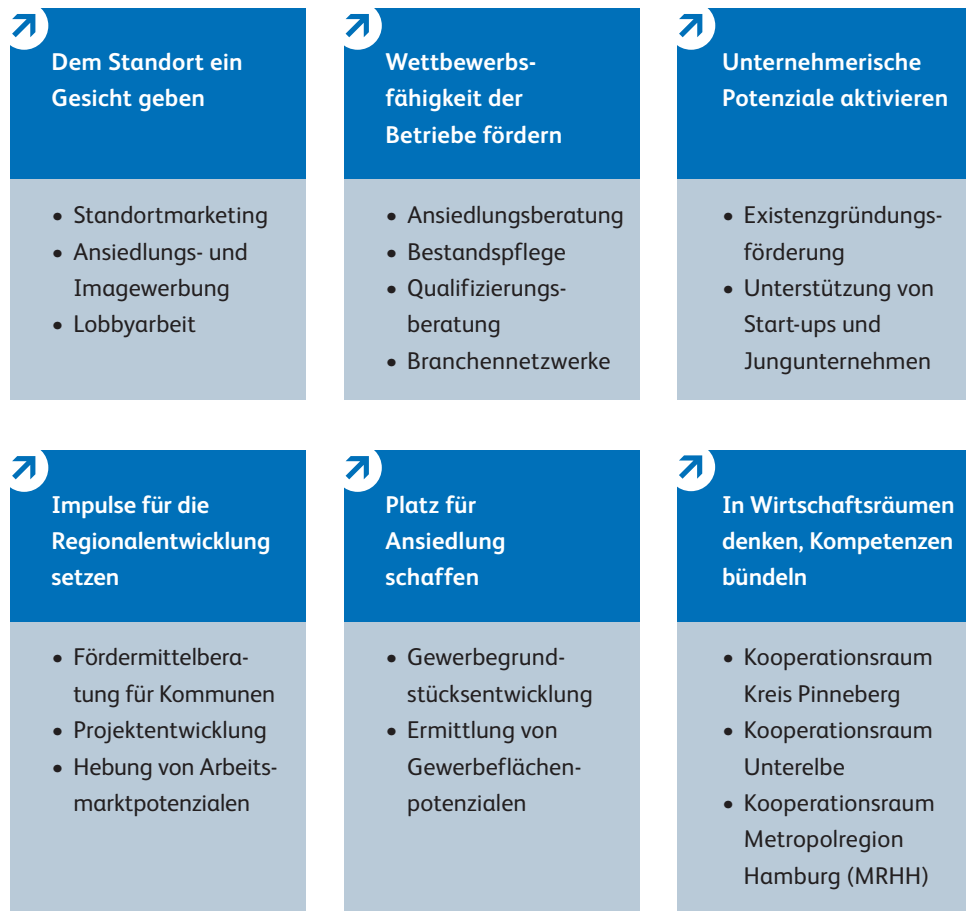 Dem Standort ein
Gesicht geben
• Standortmarketing
• Ansiedlungs- und
Imagewerbung
• Lobbyarbeit
Wettbewerbs-
fähigkeit der
Betriebe fördern
• Ansiedlungsberatung
• Bestandspflege
• Qualifizierungs-
beratung
• Branchennetzwerke
Unternehmerische
Potenziale aktivieren
• Existenzgründungs-
förderung
• Unterstützung von
Start-ups und
Jungunternehmen
Impulse für die
Regionalentwicklung
setzen
• Fördermittelbera-
tung für Kommunen
• Projektentwicklung
• Hebung von Arbeits-
marktpotenzialen
Platz für
Ansiedlung
schaffen
• Gewerbegrund-
stücksentwicklung
• Ermittlung von
Gewerbeflächen-
potenzialen
In Wirtschaftsräumen
denken, Kompetenzen
bündeln
• Kooperationsraum
Kreis Pinneberg
• Kooperationsraum
Unterelbe
• Kooperationsraum
Metropolregion
Hamburg (MRHH)